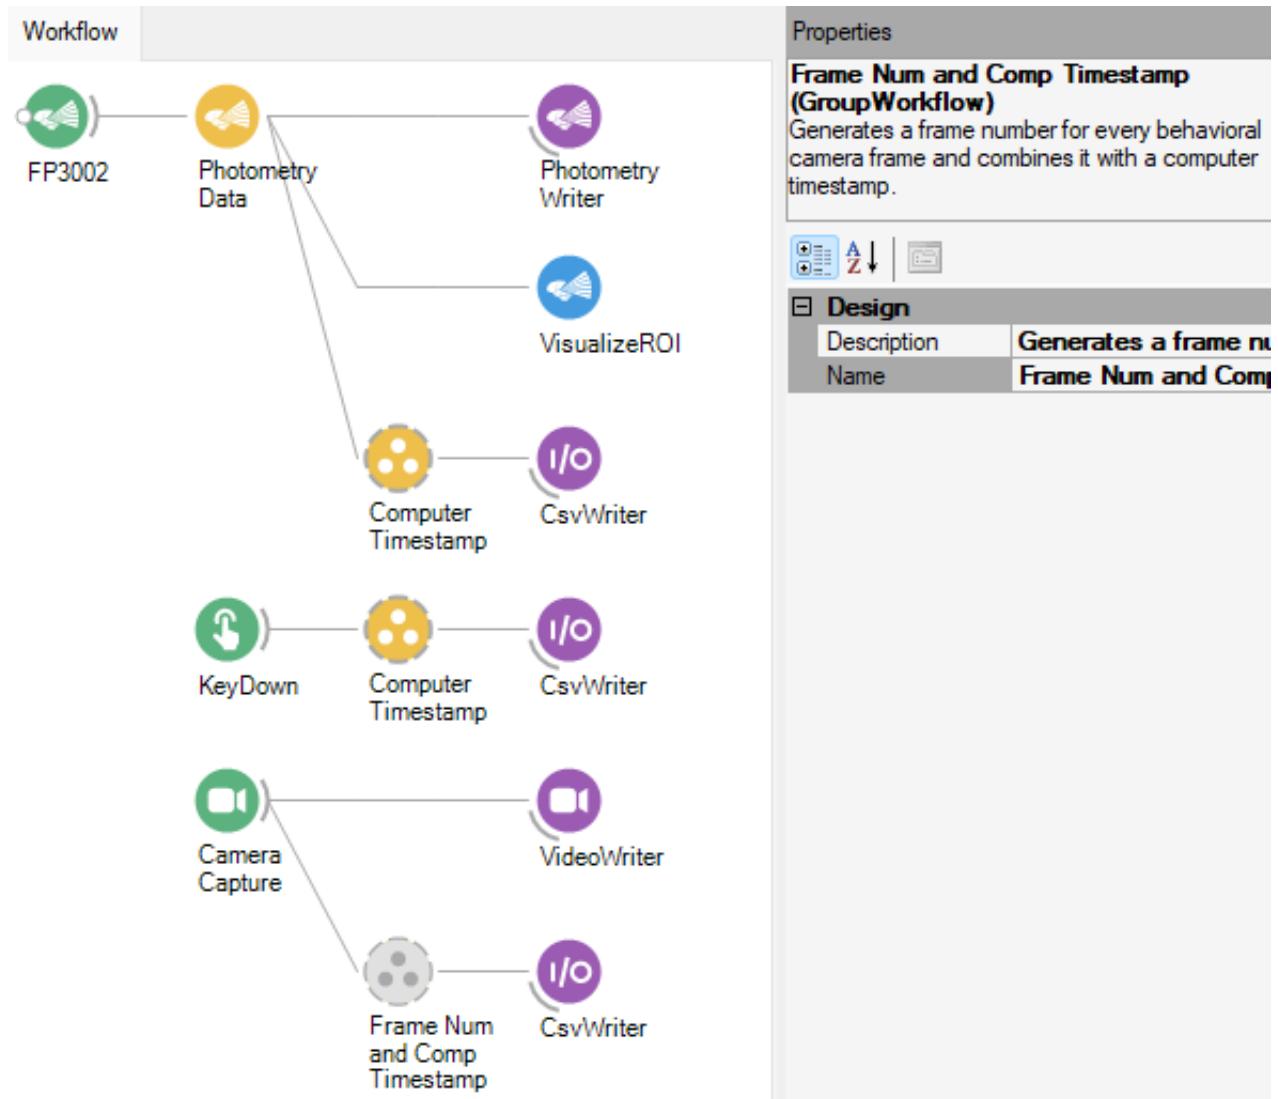 Workflow
FP3002
Photometry
Data
Photometry
Writer
VisualizeROI
Computer
Timestamp
I/O
CsvWriter
KeyDown
Computer
Timestamp
I/O
CsvWriter
Camera
Capture
VideoWriter
Frame Num
and Comp
Timestamp
I/O
CsvWriter
Properties
Frame Num and Comp Timestamp
(GroupWorkflow)
Generates a frame number for every behavioral
camera frame and combines it with a computer
timestamp.
A
Z
Design
Description Generates a frame nu
Name Frame Num and Comp